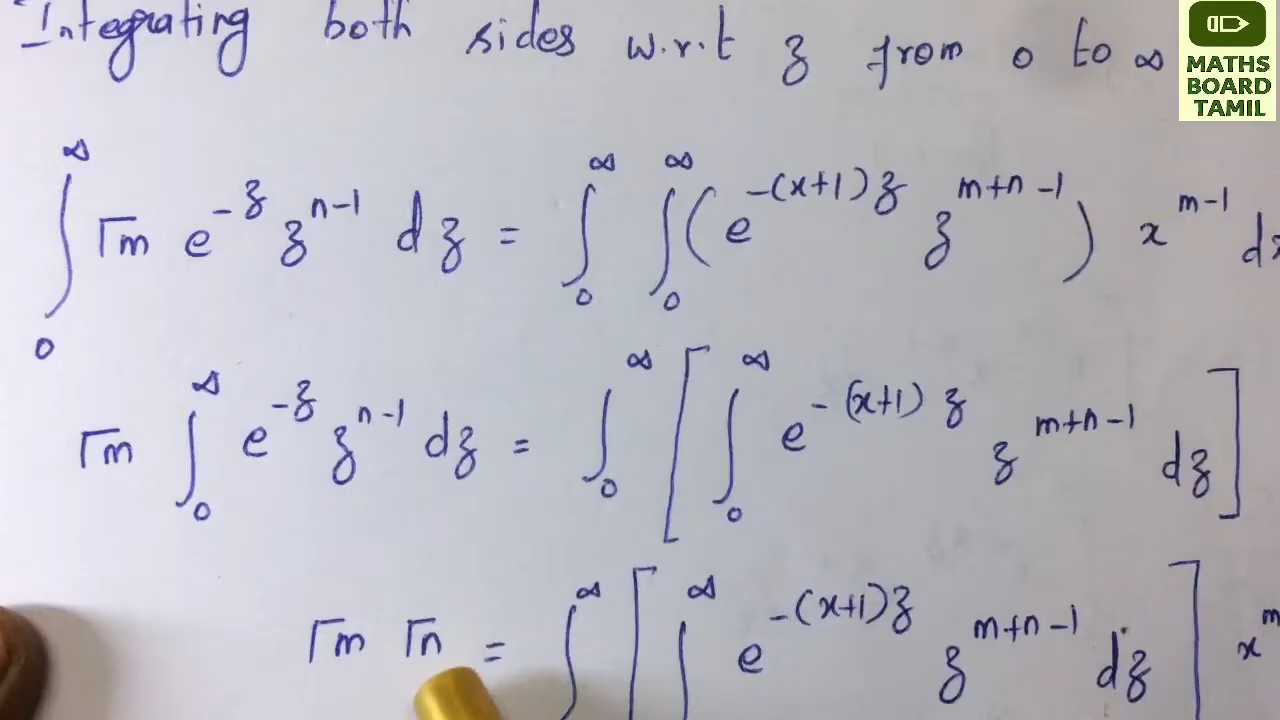 Integrating both sides w.r.t z from 0 to ∞
MATHS
BOARD
TAMIL
∫₀^∞ Γm e^{-z} z^{n-1} dz = ∫₀^∞ ∫₀^∞ (e^{-(x+1)z} z^{m+n-1}) x^{m-1}
Γm ∫₀^∞ e^{-z} z^{n-1} dz = ∫₀^∞ [∫₀^∞ e^{-(x+1)z} z^{m+n-1} dz]
Γm Γn = ∫^∞ [∫^∞ e^{-(x+1)z} z^{m+n-1} dz] x^m